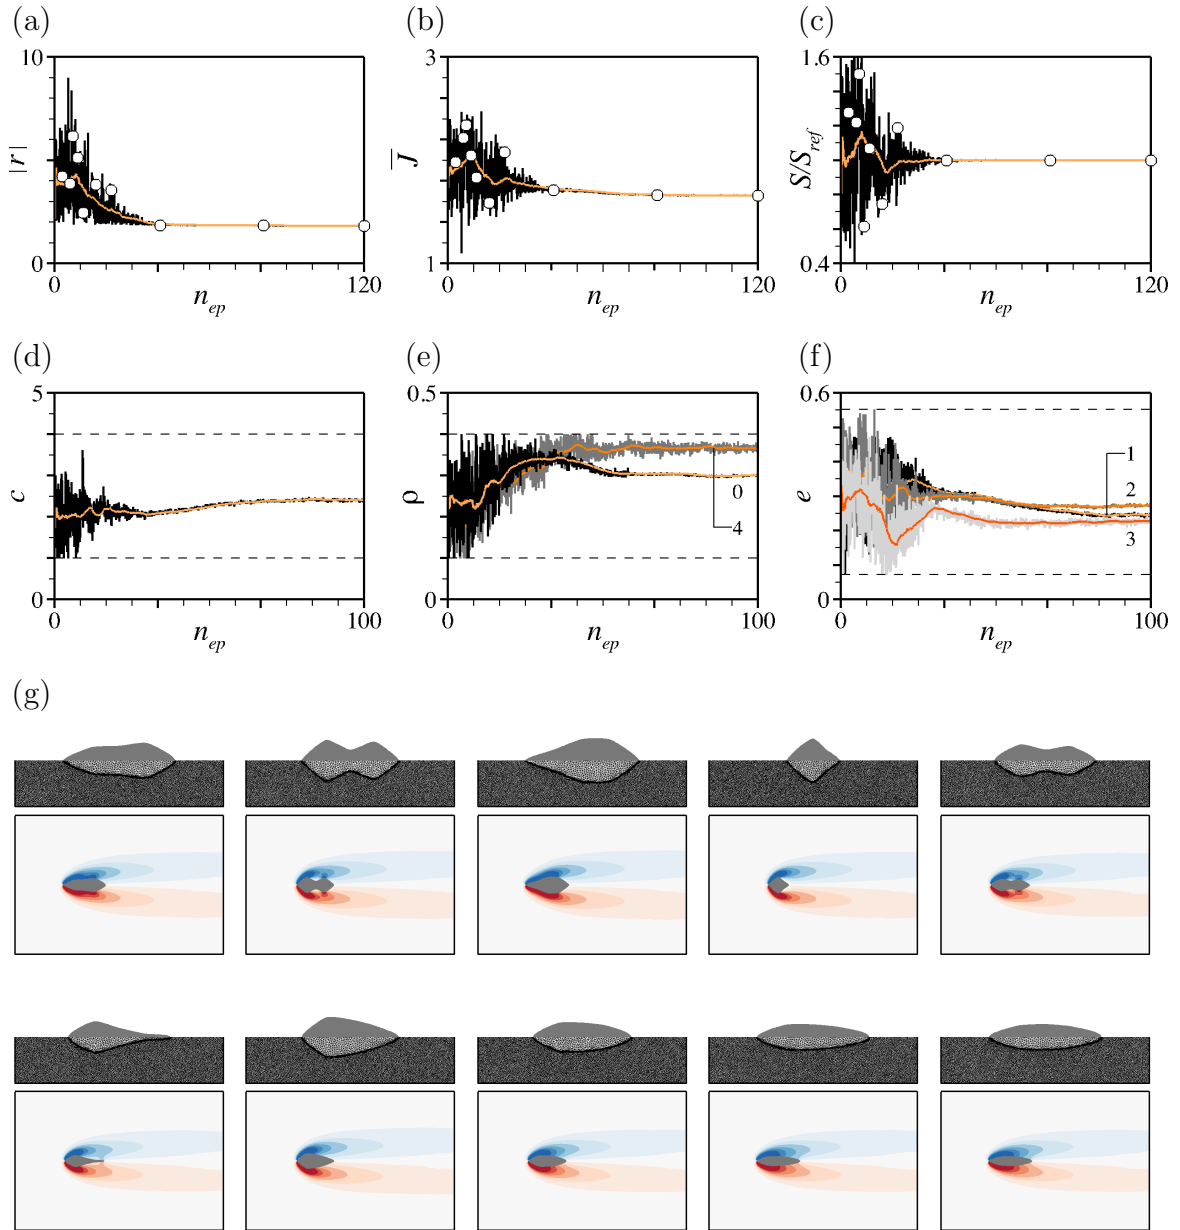 (a) (b) (c)
10 3 1.6
|r| J̅ S/S_ref
0 1 0.4
0 120 0 120 0 120
n_ep n_ep n_ep
(d) (e) (f)
5 0.5 0.6
c ρ e
0 4 1 2 3
0 0 0
0 100 0 100 0 100
n_ep n_ep n_ep
(g)